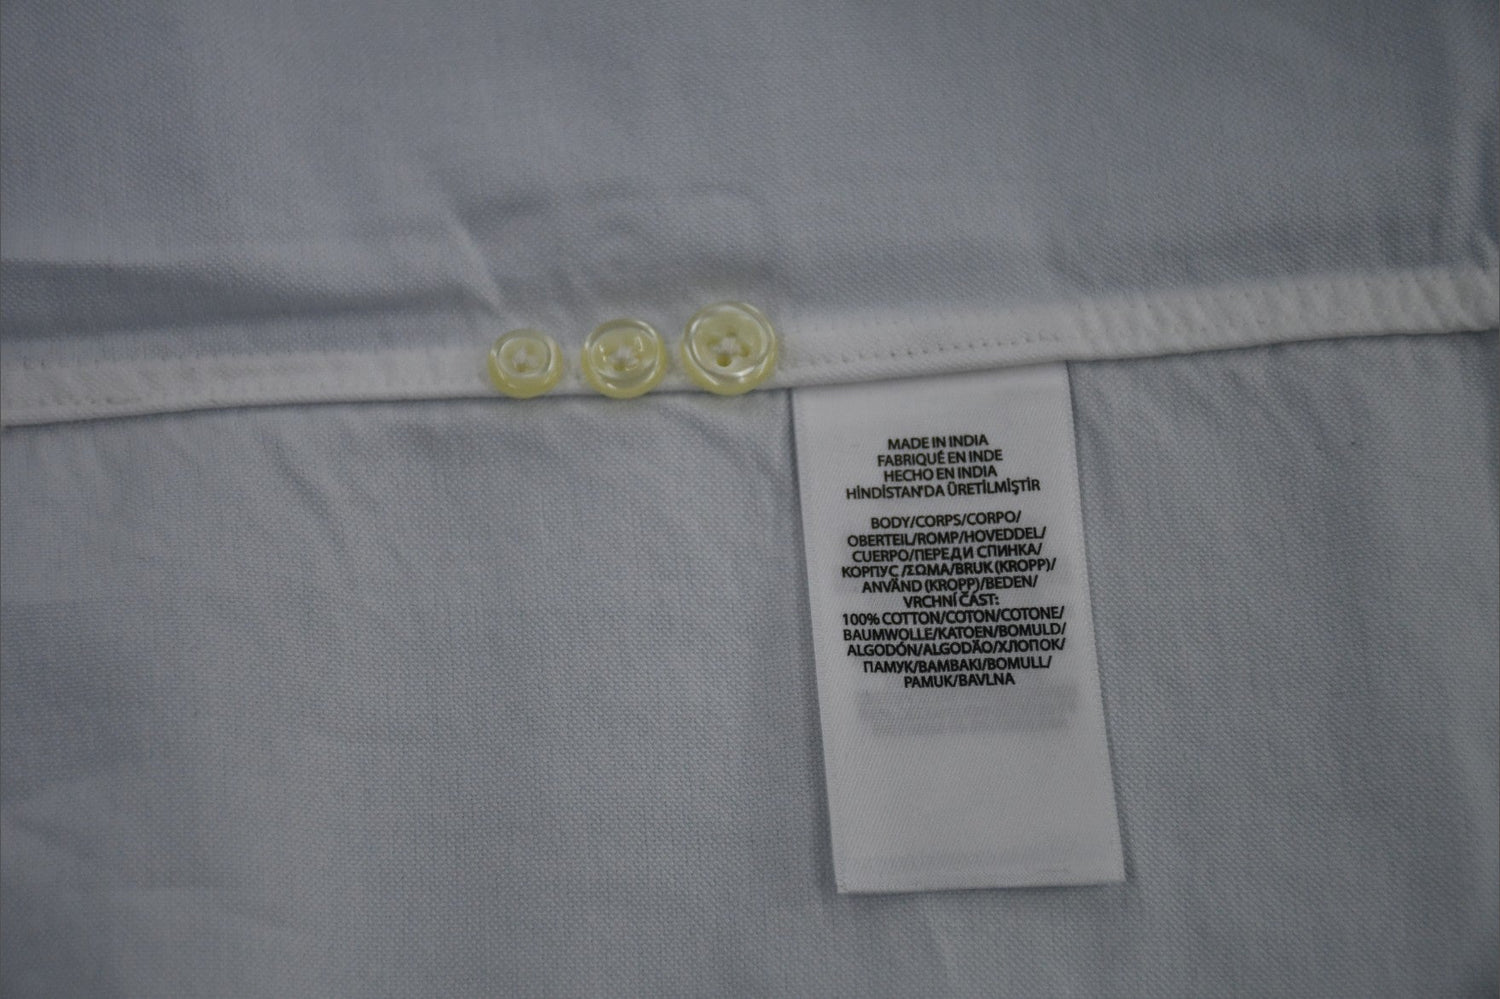 MADE IN INDIA
FABRIQUÉ EN INDE
HECHO EN INDIA
HİNDİSTAN'DA ÜRETİLMİŞTİR
BODY/CORPS/CORPO/
OBERTEIL/ROMP/HOVEDDEL/
CUERPO/ПЕРЕД И СПИНКА/
КОРПУС /ΣΩΜΑ/BRUK (KROPP)/
ANVÄND (KROPP)/BEDEN/
VRCHNÍ ČÁST:
100% COTTON/COTON/COTONE/
BAUMWOLLE/KATOEN/BOMULD/
ALGODÓN/ALGODÃO/ХЛОПОК/
ПАМУК/ΒΑΜΒΑΚΙ/BOMULL/
PAMUK/BAVLNA